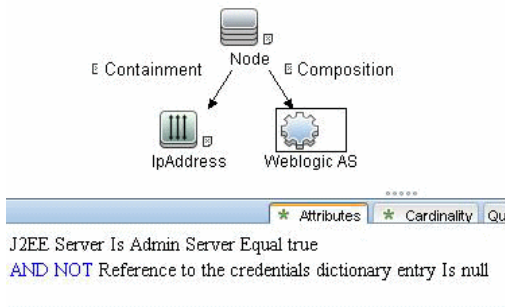 Node
Containment
Composition
IpAddress
Weblogic AS
Attributes
Cardinality
Qu
J2EE Server Is Admin Server Equal true
AND NOT Reference to the credentials dictionary entry Is null